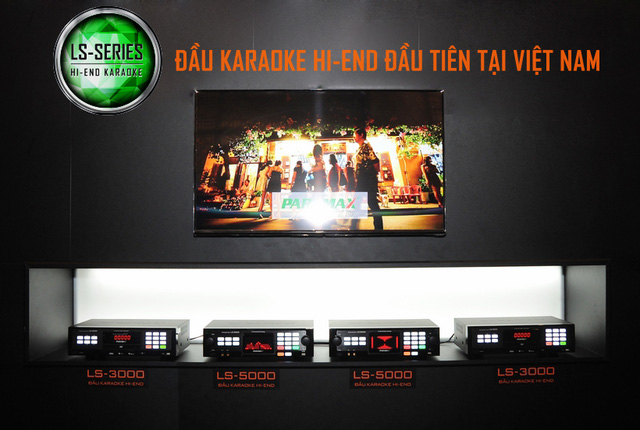 LS-SERIES
HI-END KARAOKE
ĐẦU KARAOKE HI-END ĐẦU TIÊN TẠI VIỆT NAM
PARAMAX
00000
00000
LS-3000
ĐẦU KARAOKE HI-END
LS-5000
ĐẦU KARAOKE HI-END
LS-5000
ĐẦU KARAOKE HI-END
LS-3000
ĐẦU KARAOKE HI-END